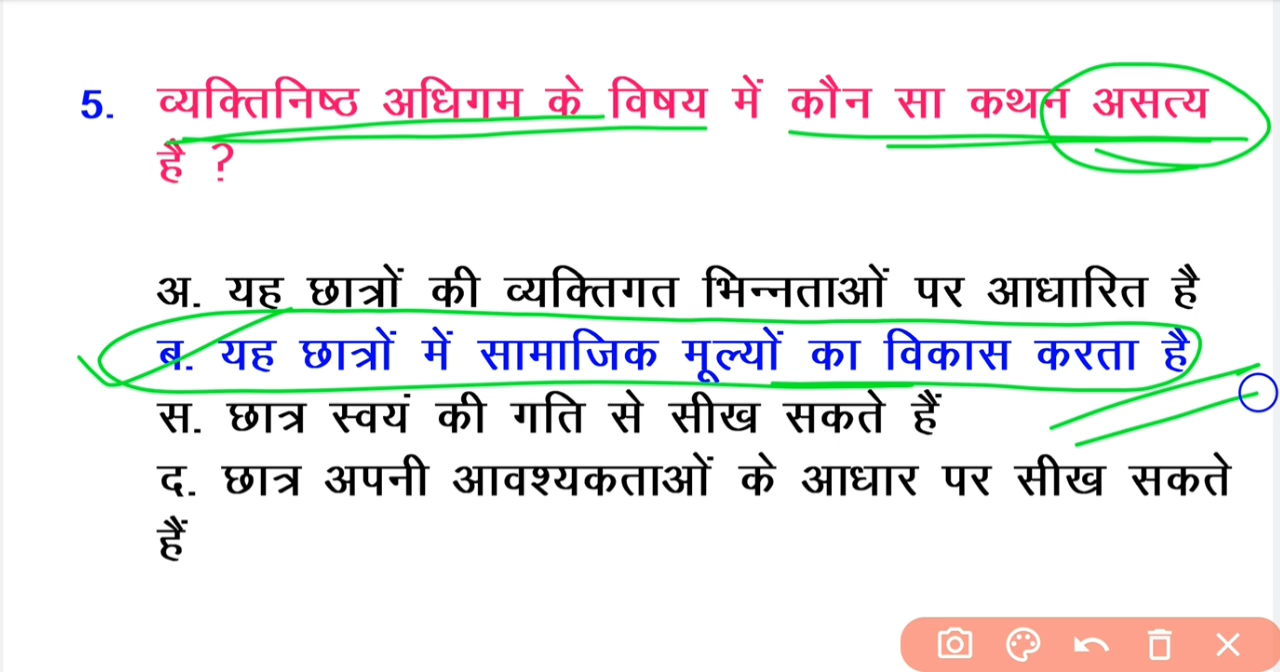 5. व्यक्तिनिष्ठ अधिगम के विषय में कौन सा कथन असत्य
है ?
अ. यह छात्रों की व्यक्तिगत भिन्नताओं पर आधारित है
ब. यह छात्रों में सामाजिक मूल्यों का विकास करता है
स. छात्र स्वयं की गति से सीख सकते हैं
द. छात्र अपनी आवश्यकताओं के आधार पर सीख सकते
हैं